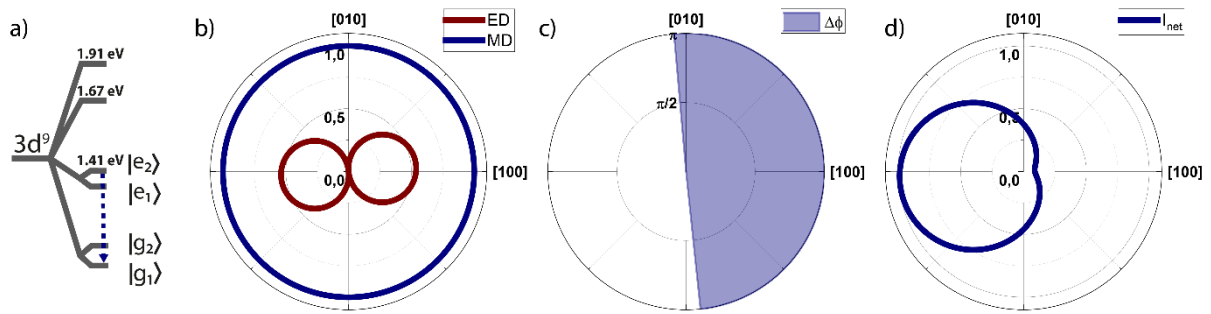 a)
1.91 eV
1.67 eV
3d⁹
1.41 eV
|e₂⟩
|e₁⟩
|g₂⟩
|g₁⟩
b)
[010]
ED
MD
1,0
0,5
0,0
[100]
c)
[010]
Δϕ
π
π/2
[100]
d)
[010]
I_net
1,0
0,5
0,0
[100]